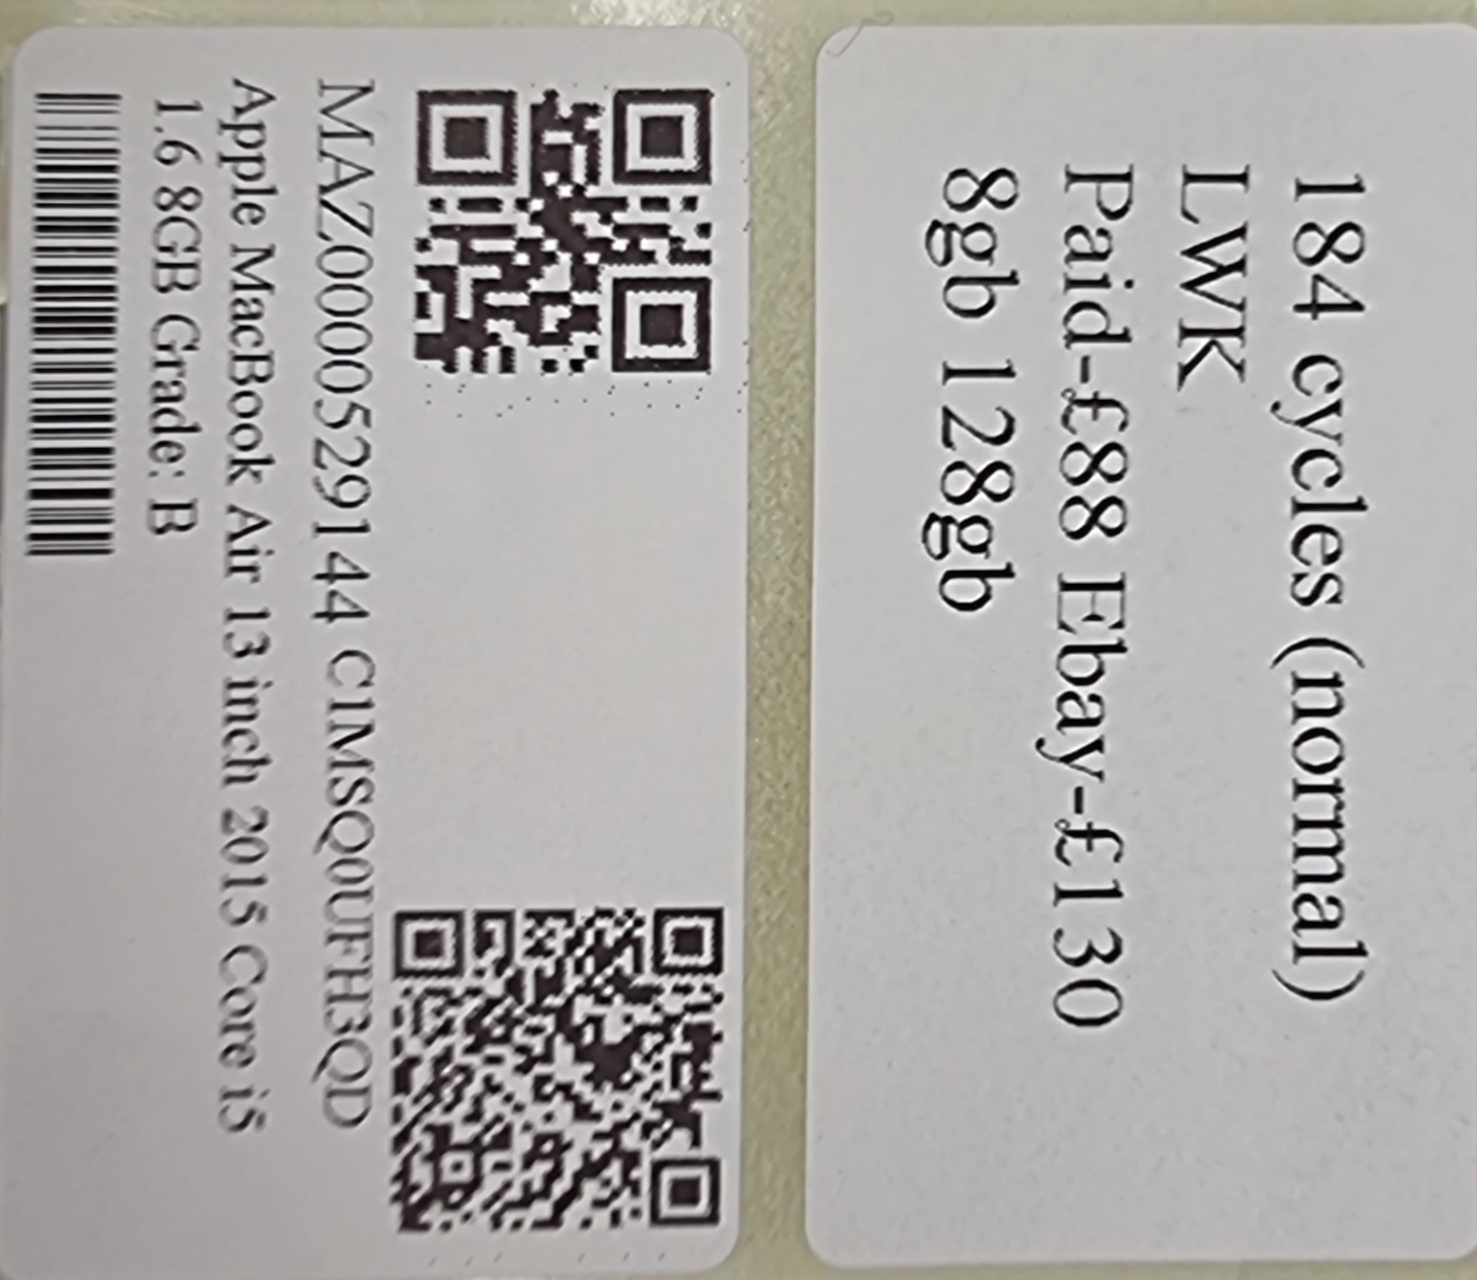 184 cycles (normal)
LWK
Paid-£88 Ebay-£130
8gb 128gb
MAZ0000529144 C1MSQ0UFH3QD
Apple MacBook Air 13 inch 2015 Core i5
1.6 8GB Grade: B